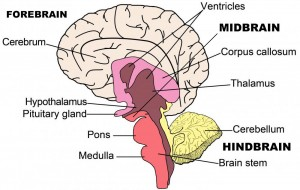 Ventricles
FOREBRAIN
MIDBRAIN
Cerebrum
Corpus callosum
Thalamus
Hypothalamus
Pituitary gland
Pons
Cerebellum
HINDBRAIN
Medulla
Brain stem